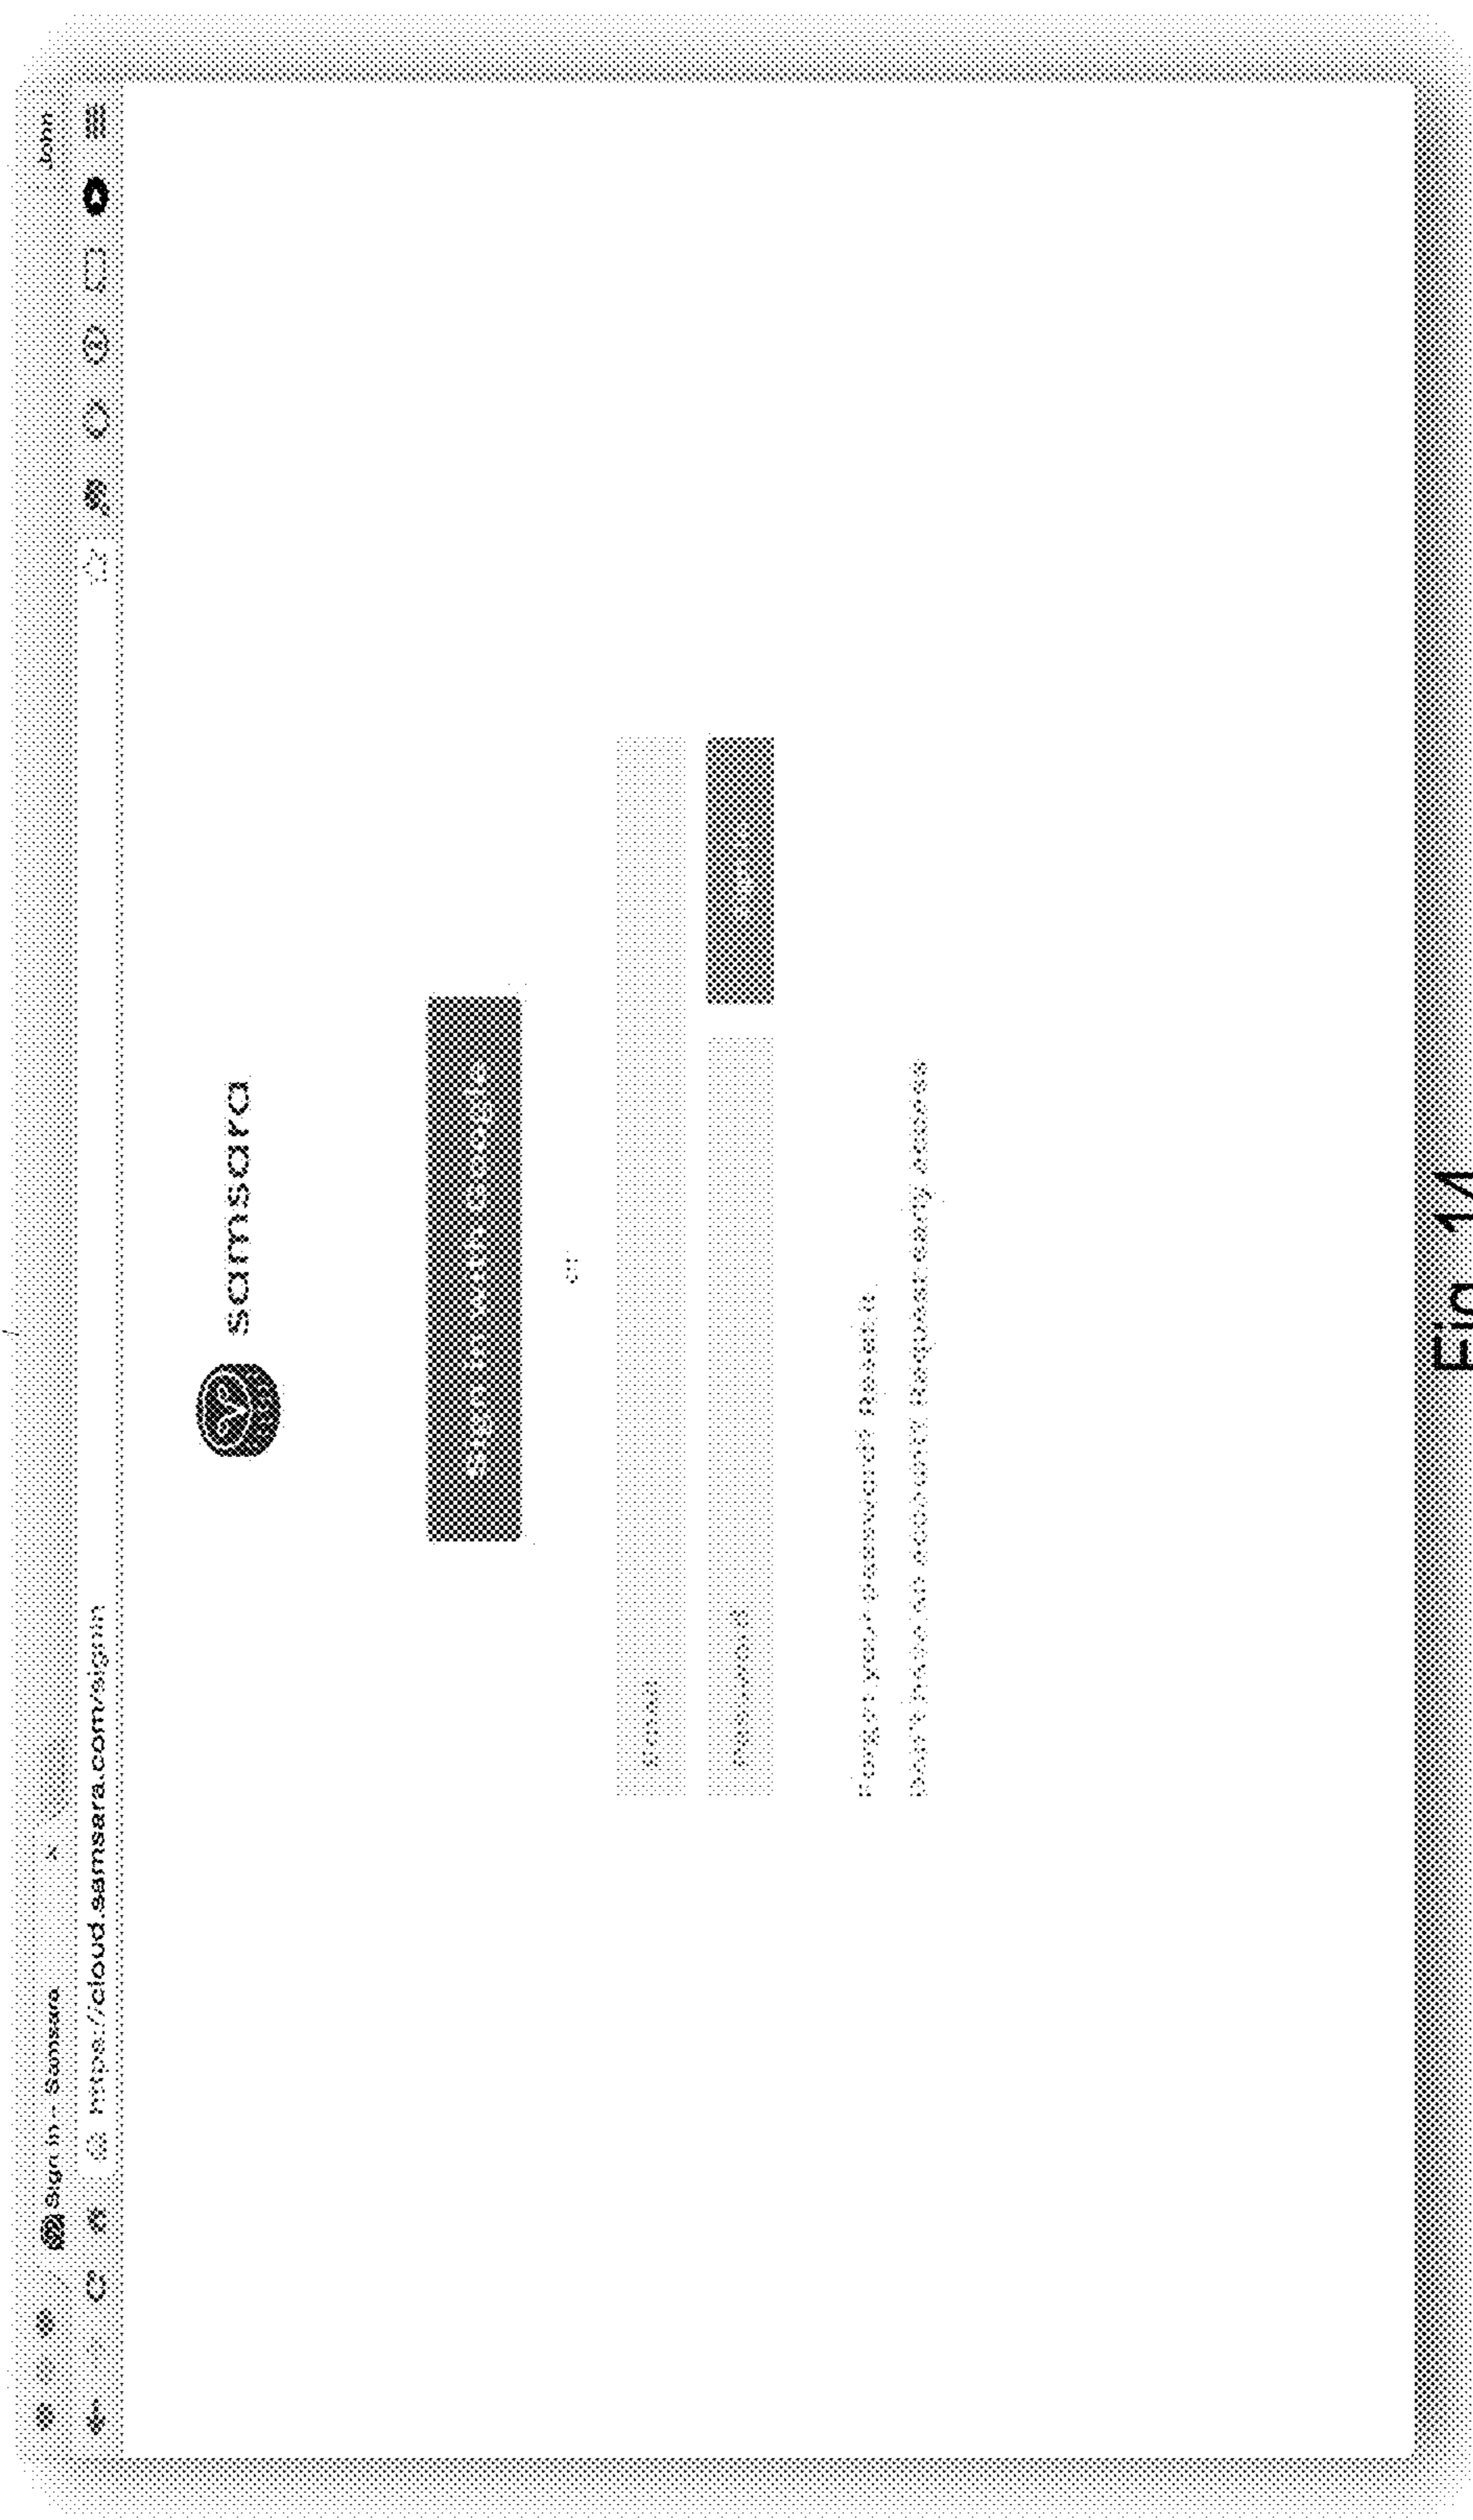 John
Sign in – Samsara
https://cloud.samsara.com/signin
samsara
Sign in with Google
or
Email
Password
Forgot your password? Reset it.
Don't have an account? Request early access
Fig. 14